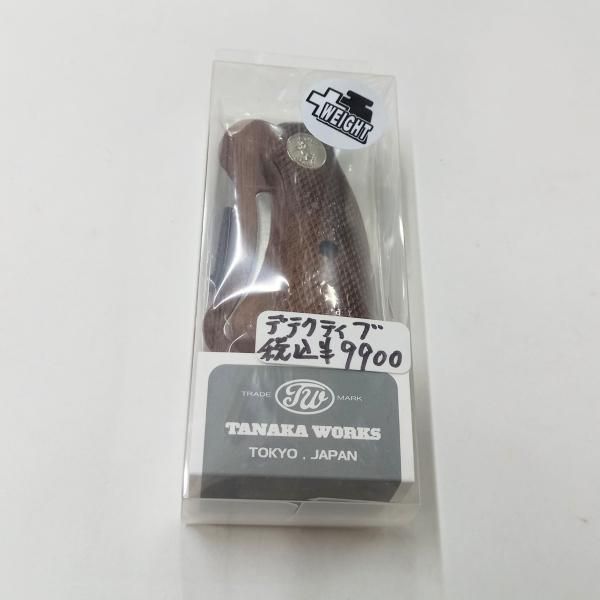 WEIGHT
デテクティブ
税込¥9900
TRADE TW MARK
TANAKA WORKS
TOKYO . JAPAN